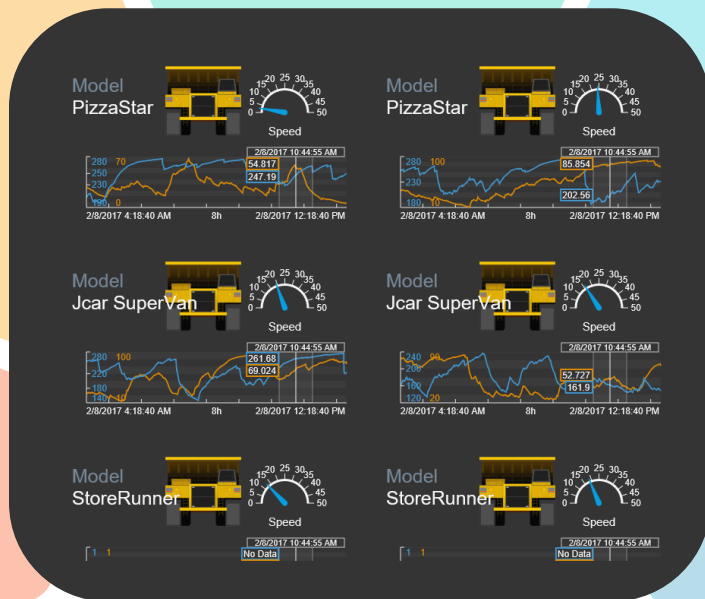 Model
PizzaStar
0 5 10 15 20 25 30 35 40 45 50
Speed
2/8/2017 10:44:55 AM
280 70
54.817
250
247.19
230
190 0
2/8/2017 4:18:40 AM 8h 2/8/2017 12:18:40 PM
Model
PizzaStar
0 5 10 15 20 25 30 35 40 45 50
Speed
2/8/2017 10:44:55 AM
280 100
85.854
230
202.56
180 10
2/8/2017 4:18:40 AM 8h 2/8/2017 12:18:40 PM
Model
Jcar SuperVan
0 5 10 15 20 25 30 35 40 45 50
Speed
2/8/2017 10:44:55 AM
280 100
261.68
220
69.024
180
140 10
2/8/2017 4:18:40 AM 8h 2/8/2017 12:18:40 PM
Model
Jcar SuperVan
0 5 10 15 20 25 30 35 40 45 50
Speed
2/8/2017 10:44:55 AM
240 90
200
52.727
160
161.9
120 20
2/8/2017 4:18:40 AM 8h 2/8/2017 12:18:40 PM
Model
StoreRunner
0 5 10 15 20 25 30 35 40 45 50
Speed
2/8/2017 10:44:55 AM
1 1
No Data
Model
StoreRunner
0 5 10 15 20 25 30 35 40 45 50
Speed
2/8/2017 10:44:55 AM
1 1
No Data